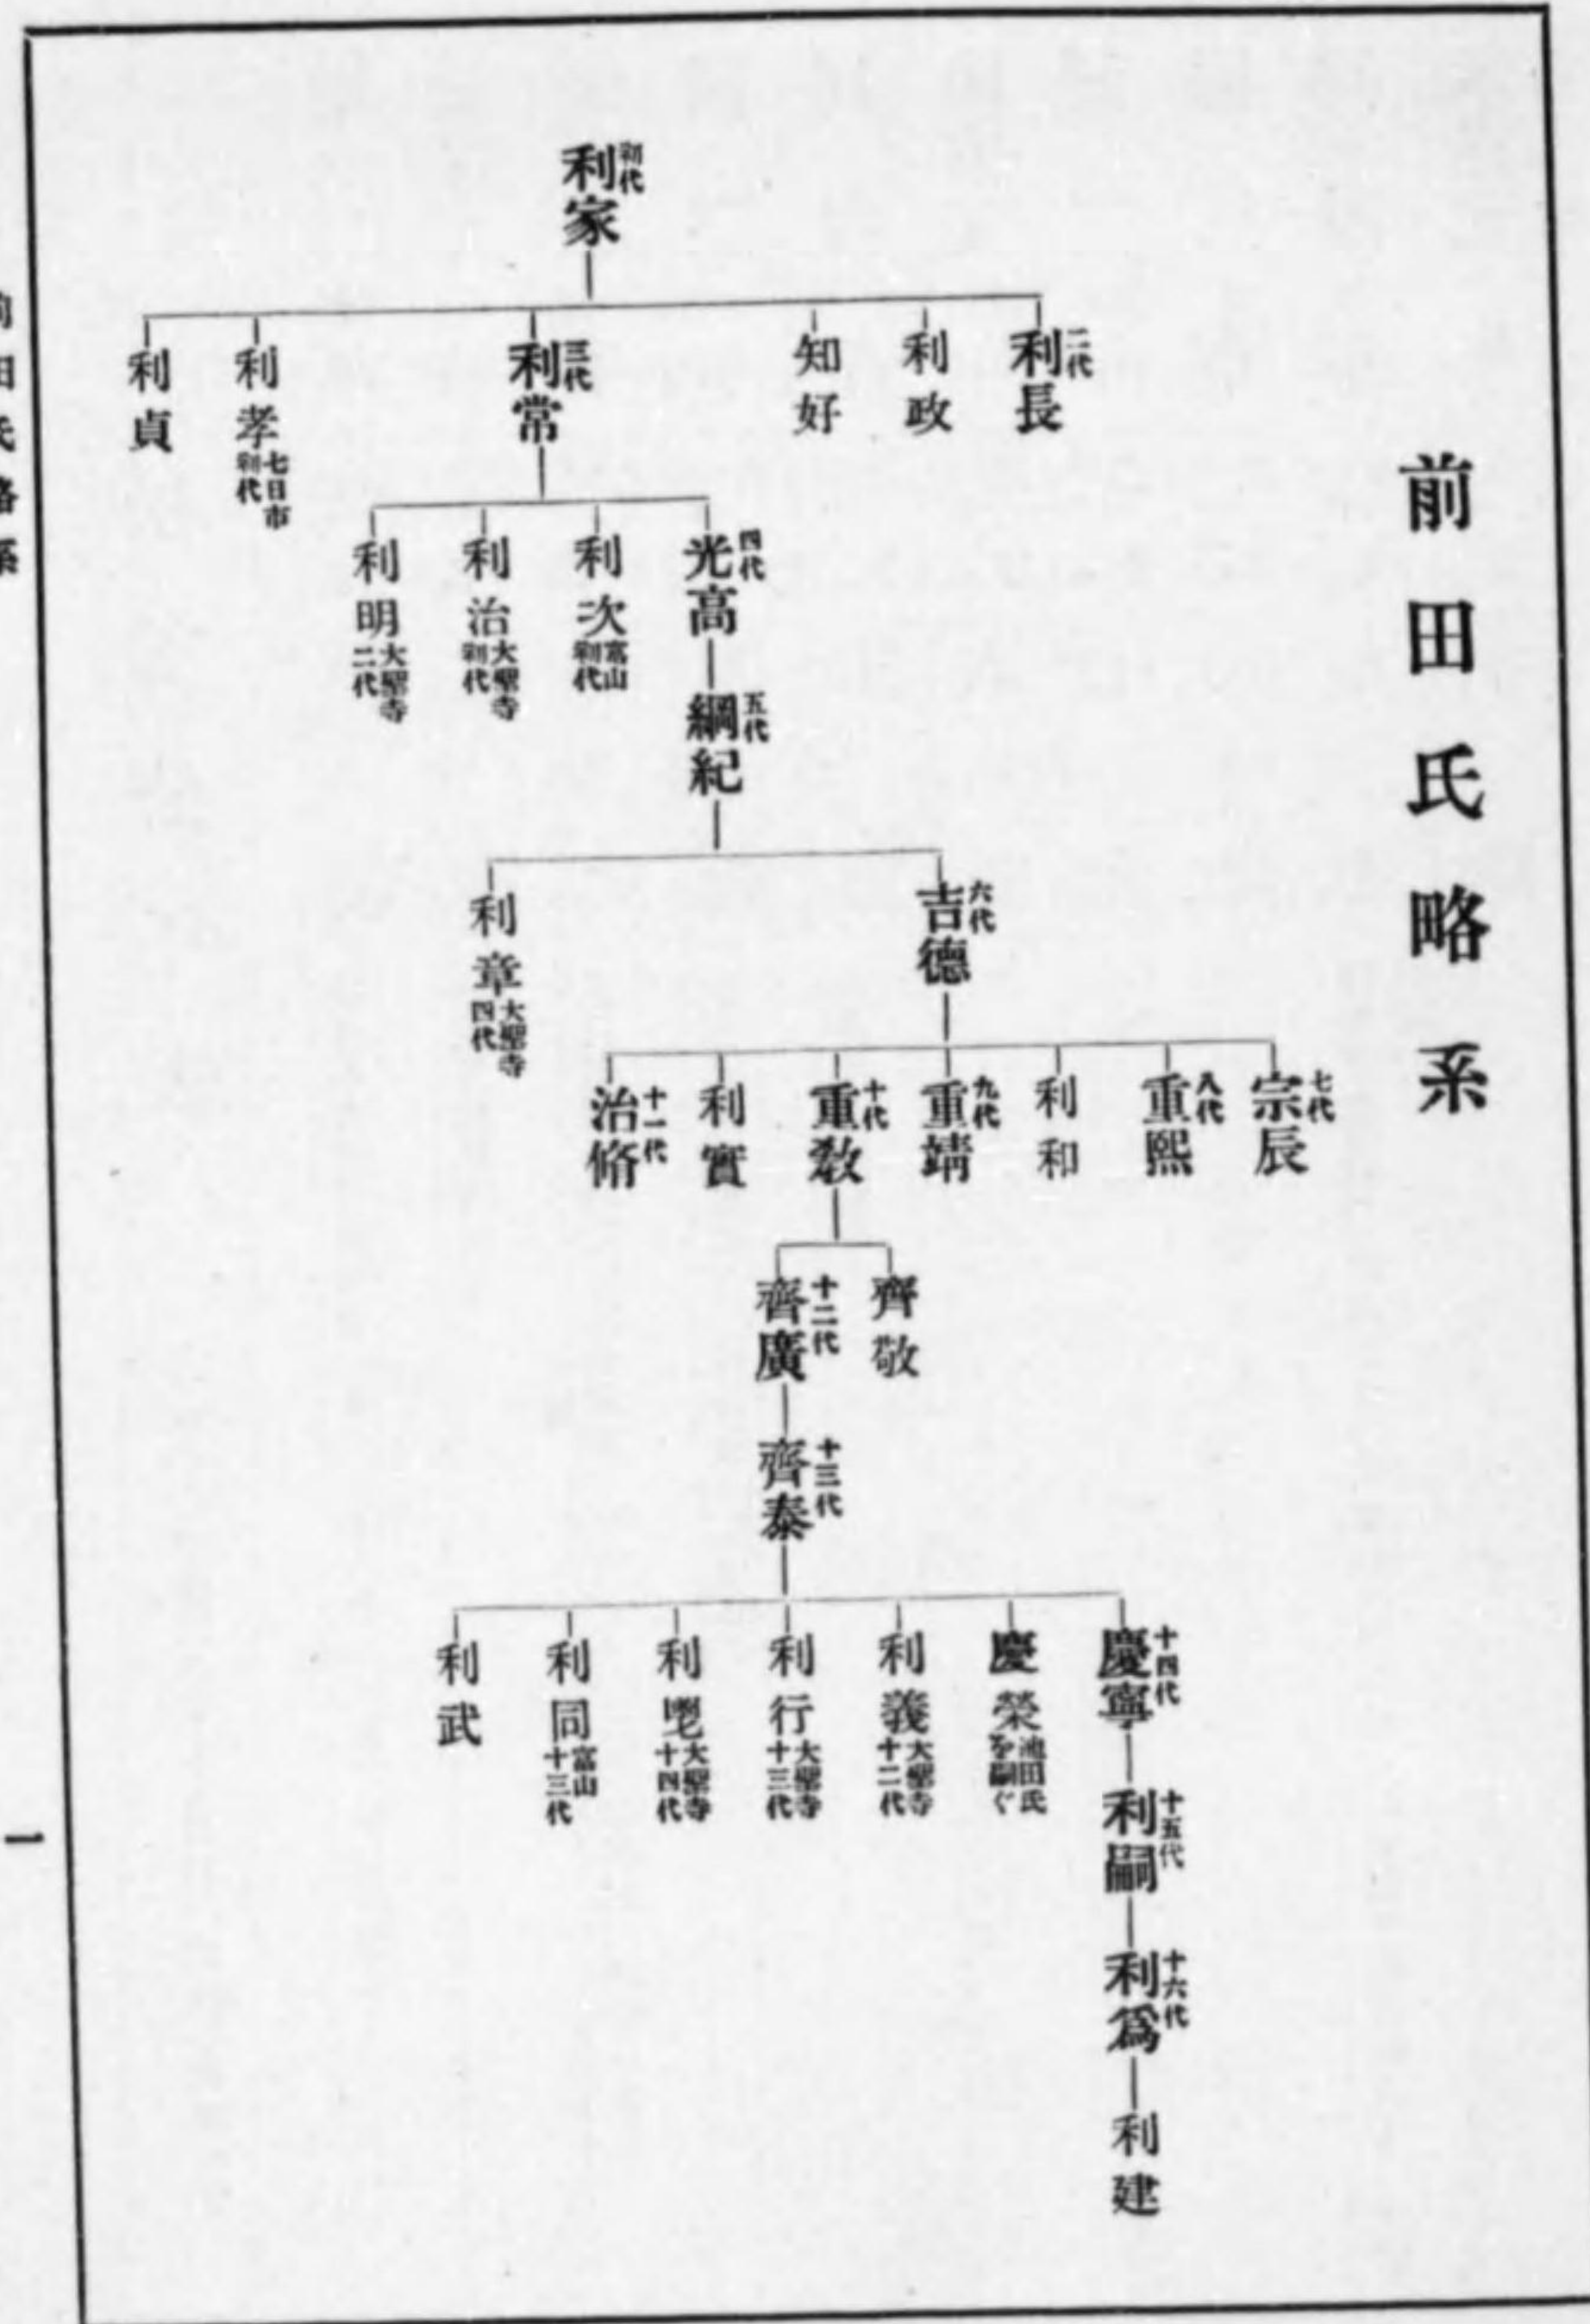 前田氏略系
初代
利家
二代
利長
利政
知好
三代
利常
利孝
七日市
初代
利貞
四代
光高
利次
富山
初代
利治
大聖寺
初代
利明
大聖寺
二代
五代
綱紀
六代
吉德
利章
大聖寺
四代
七代
宗辰
八代
重熙
利和
九代
重靖
十代
重敎
利實
十一代
治脩
齊敬
十二代
齊廣
十三代
齊泰
十四代
慶寧
慶榮
池田氏
を嗣ぐ
利義
大聖寺
十二代
利行
大聖寺
十三代
利鬯
大聖寺
十四代
利同
富山
十三代
利武
十五代
利嗣
十六代
利爲
利建
田氏略系
一